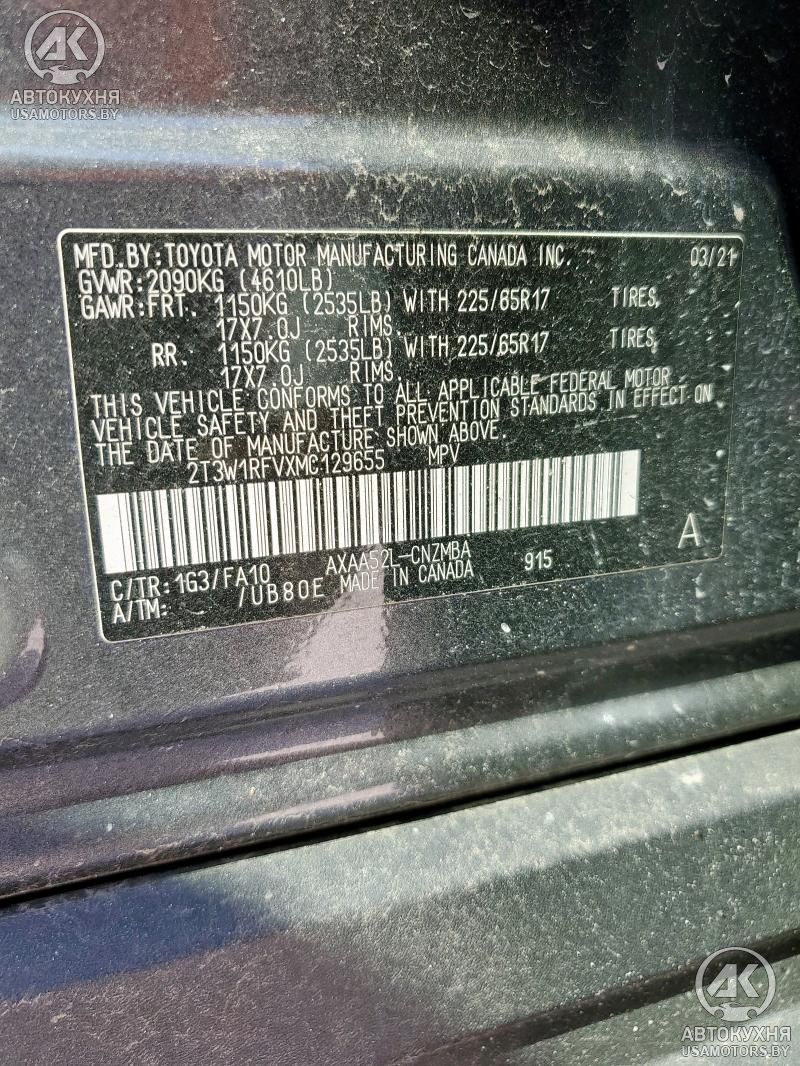 АК
АВТОКУХНЯ
USAMOTORS.BY
MFD.BY:TOYOTA MOTOR MANUFACTURING CANADA INC. 03/21
GVWR:2090KG (4610LB)
GAWR:FRT. 1150KG (2535LB) WITH 225/65R17 TIRES,
17X7.0J RIMS.
RR. 1150KG (2535LB) WITH 225/65R17 TIRES,
17X7.0J RIMS
THIS VEHICLE CONFORMS TO ALL APPLICABLE FEDERAL MOTOR
VEHICLE SAFETY AND THEFT PREVENTION STANDARDS IN EFFECT ON
THE DATE OF MANUFACTURE SHOWN ABOVE.
2T3W1RFVXMC129655 MPV
A
C/TR:1G3/FA10 AXAA52L-CNZMBA 915
A/TM: /UB80E MADE IN CANADA
АК
АВТОКУХНЯ
USAMOTORS.BY